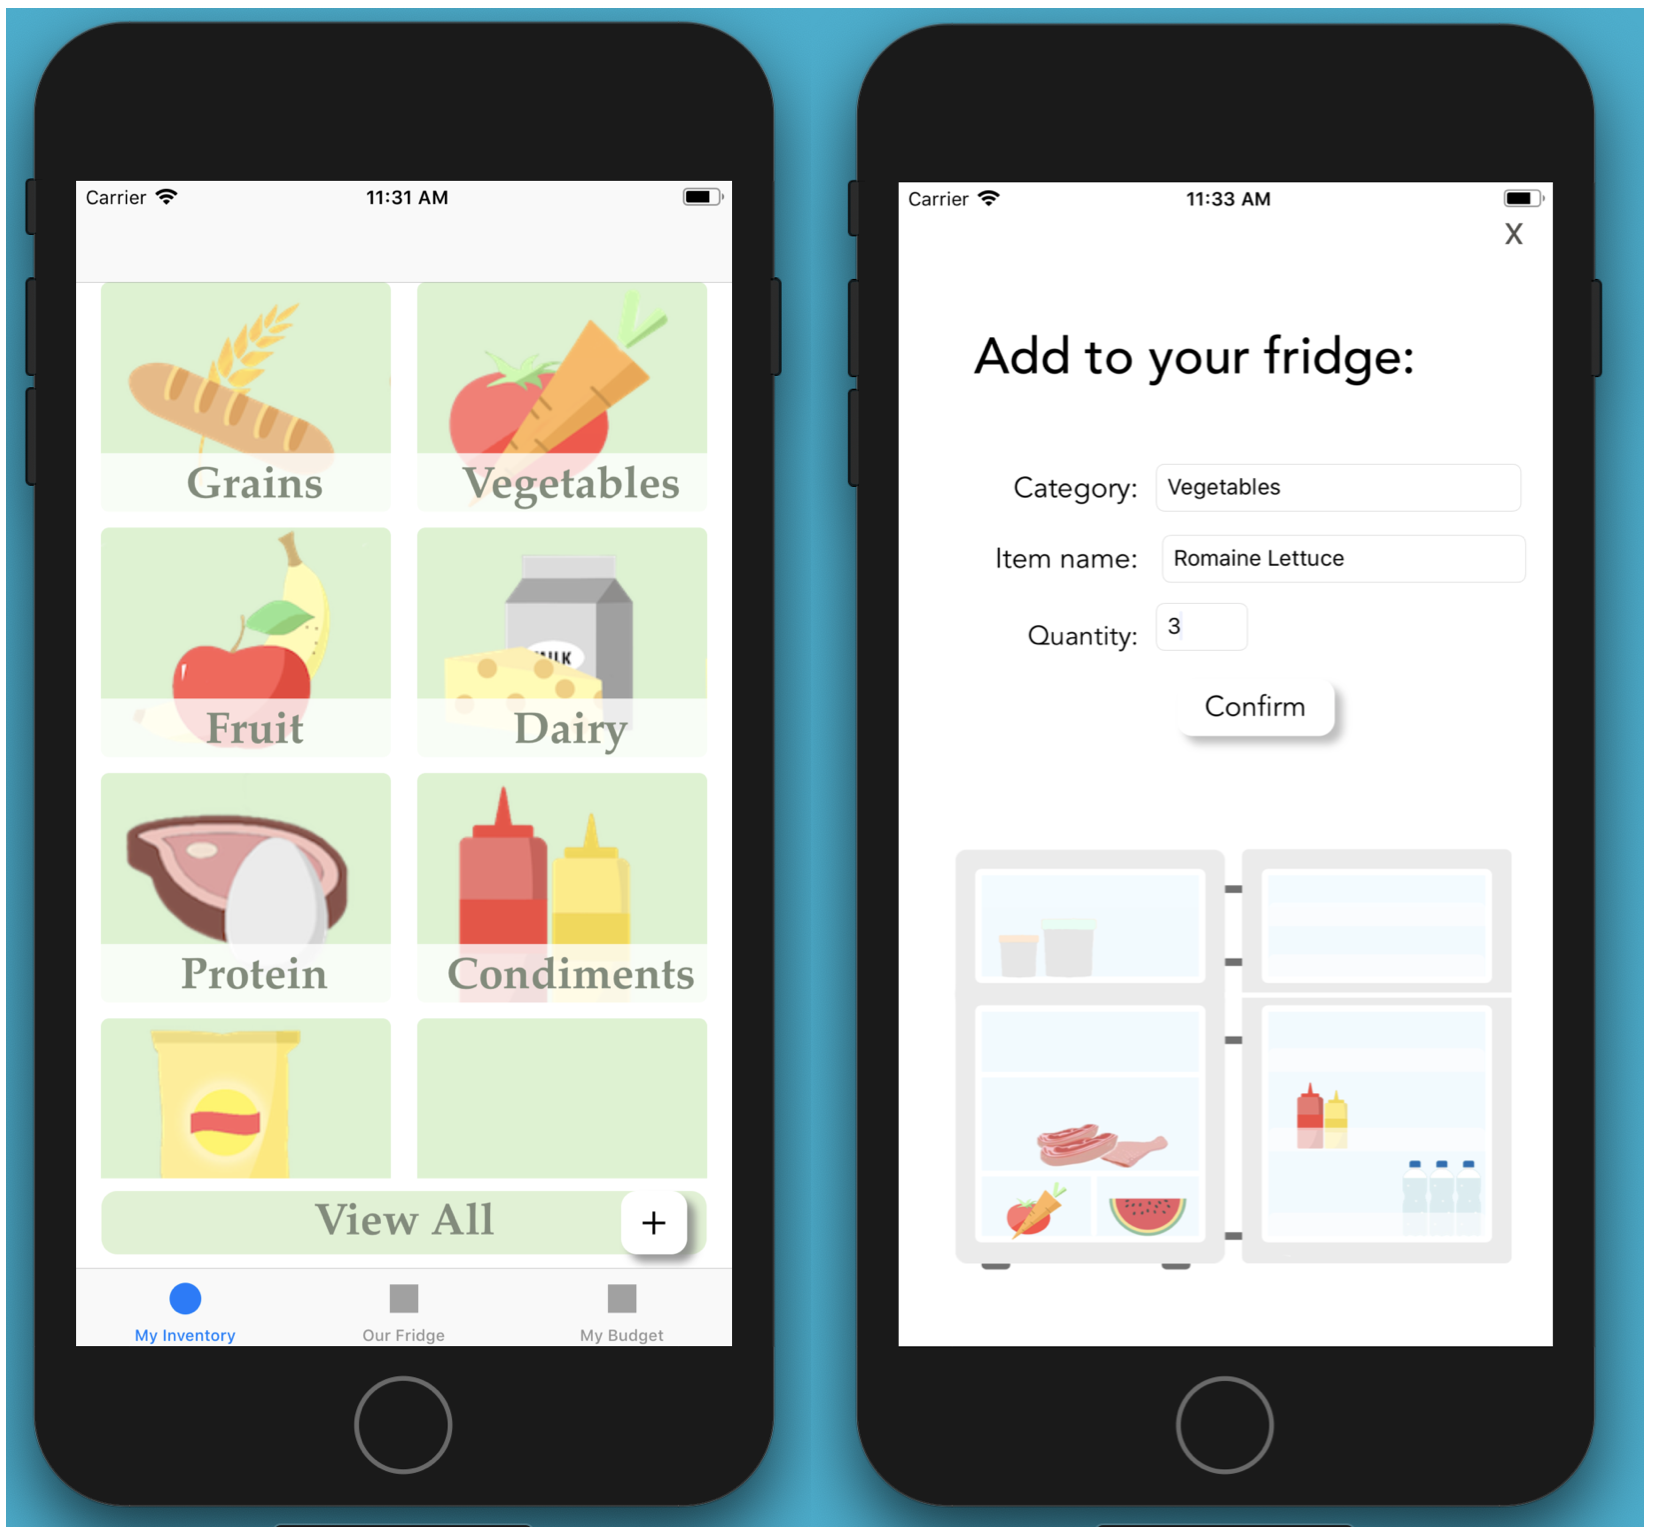 Carrier
11:31 AM
Grains
Vegetables
Fruit
Dairy
Protein
Condiments
View All
+
My Inventory
Our Fridge
My Budget
Carrier
11:33 AM
X
Add to your fridge:
Category: Vegetables
Item name: Romaine Lettuce
Quantity: 3
Confirm